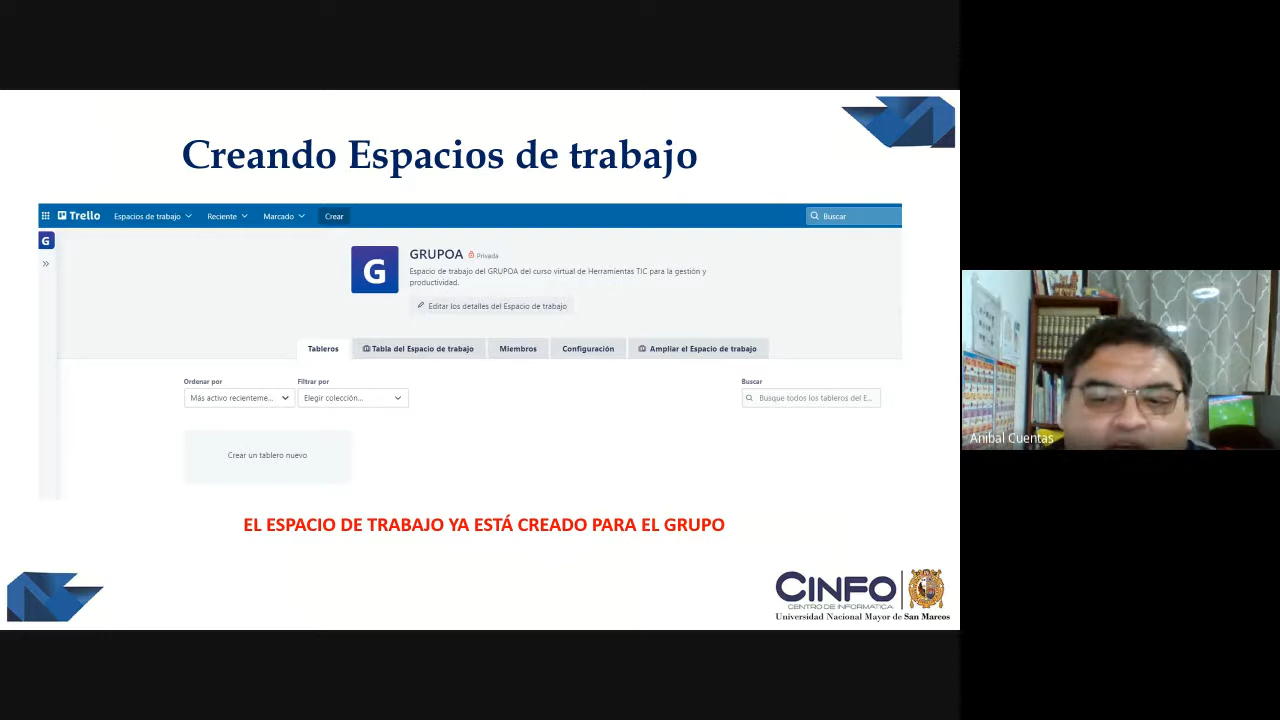 Creando Espacios de trabajo
Trello Espacios de trabajo Reciente Marcado Crear Buscar
G
G
GRUPOA Privada
Espacio de trabajo del GRUPOA del curso virtual de Herramientas TIC para la gestión y
productividad.
Editar los detalles del Espacio de trabajo
Tableros Tabla del Espacio de trabajo Miembros Configuración Ampliar el Espacio de trabajo
Ordenar por Filtrar por Buscar
Más activo recienteme... Elegir colección... Busque todos los tableros del E...
Crear un tablero nuevo
EL ESPACIO DE TRABAJO YA ESTÁ CREADO PARA EL GRUPO
CINFO
CENTRO DE INFORMATICA
Universidad Nacional Mayor de San Marcos
Anibal Cuentas